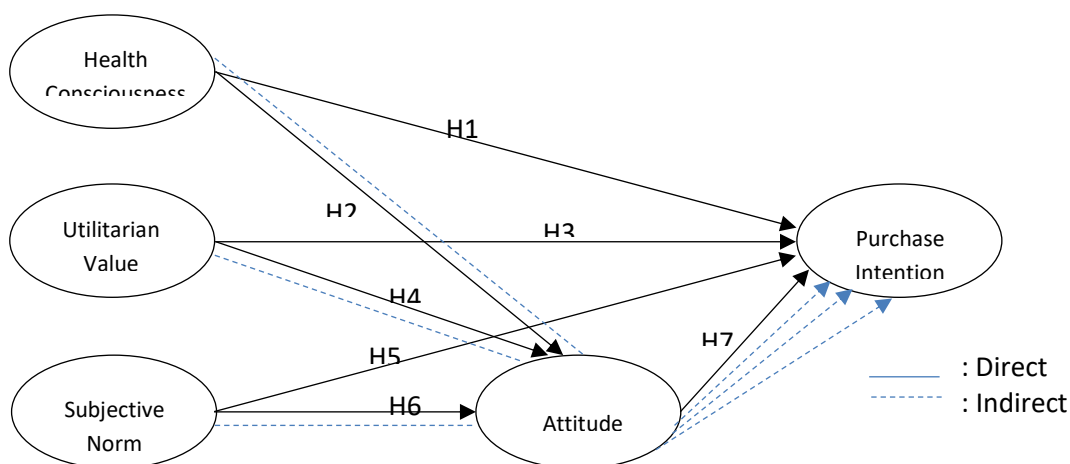 Health
Consciousness
H1
H2
Utilitarian
Value
H3
Purchase
Intention
H4
H5
H7
Subjective
Norm
H6
Attitude
: Direct
: Indirect